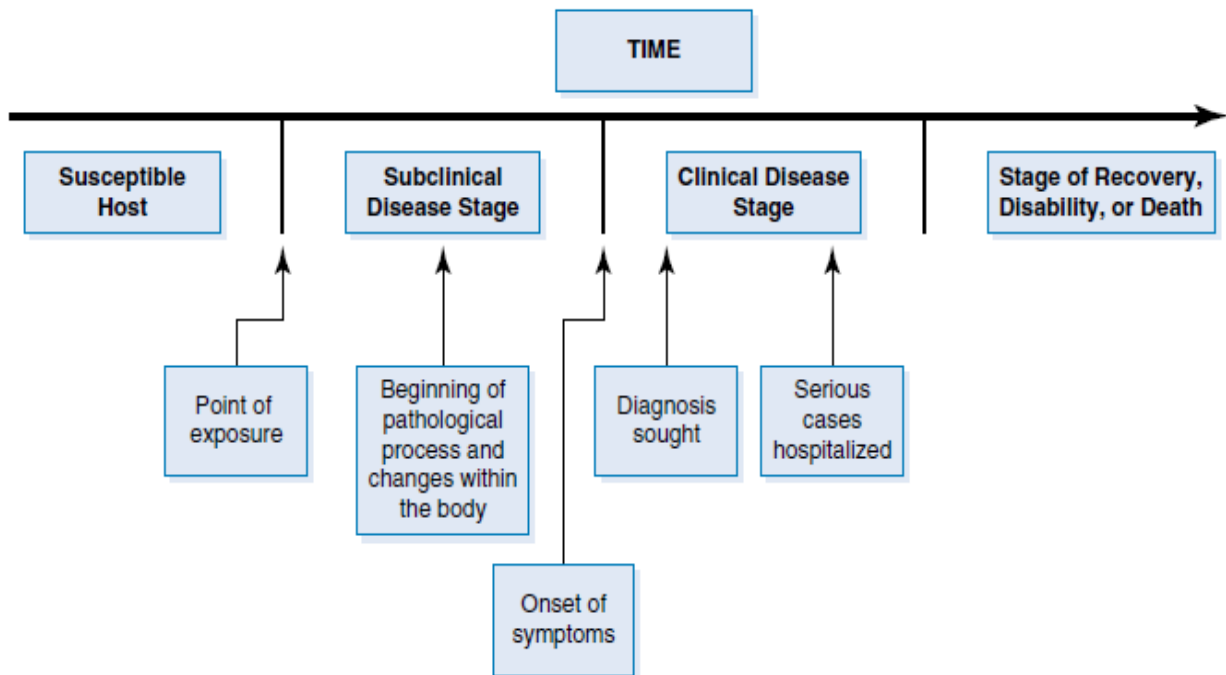 TIME
Susceptible
Host
Subclinical
Disease Stage
Clinical Disease
Stage
Stage of Recovery,
Disability, or Death
Point of
exposure
Beginning of
pathological
process and
changes within
the body
Onset of
symptoms
Diagnosis
sought
Serious
cases
hospitalized